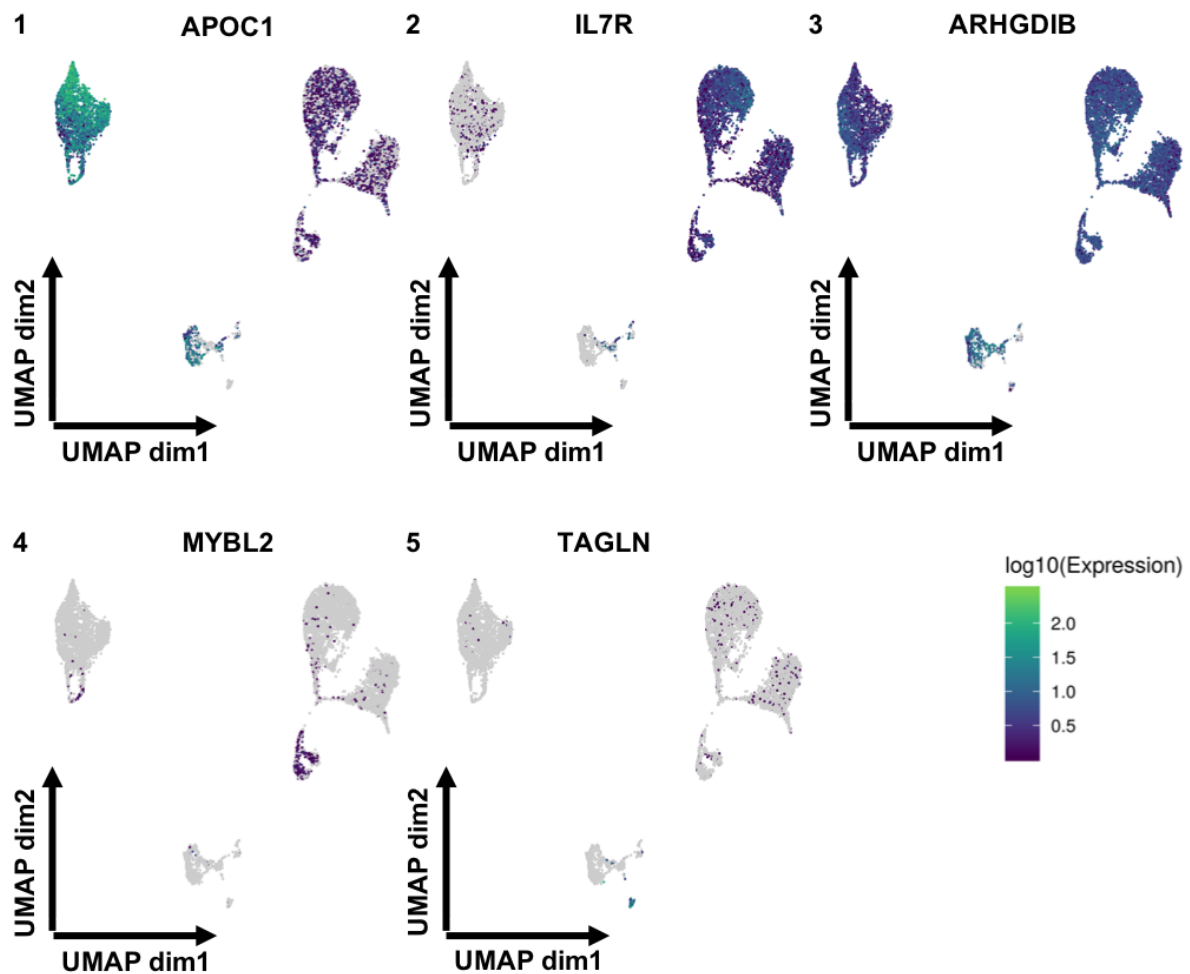 1 APOC1
2 IL7R
3 ARHGDIB
UMAP dim2
UMAP dim1
UMAP dim2
UMAP dim1
UMAP dim2
UMAP dim1
4 MYBL2
5 TAGLN
log10(Expression)
2.0
1.5
1.0
0.5
UMAP dim2
UMAP dim1
UMAP dim2
UMAP dim1